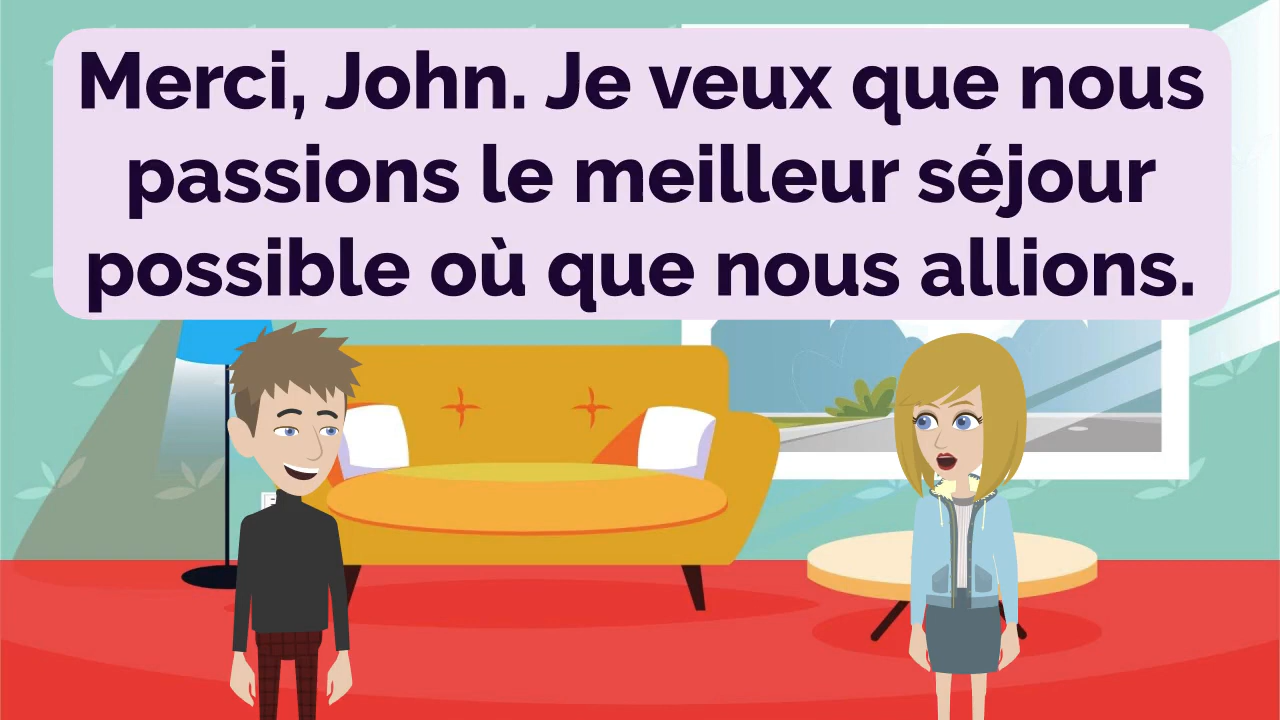 Merci, John. Je veux que nous
passions le meilleur séjour
possible où que nous allions.